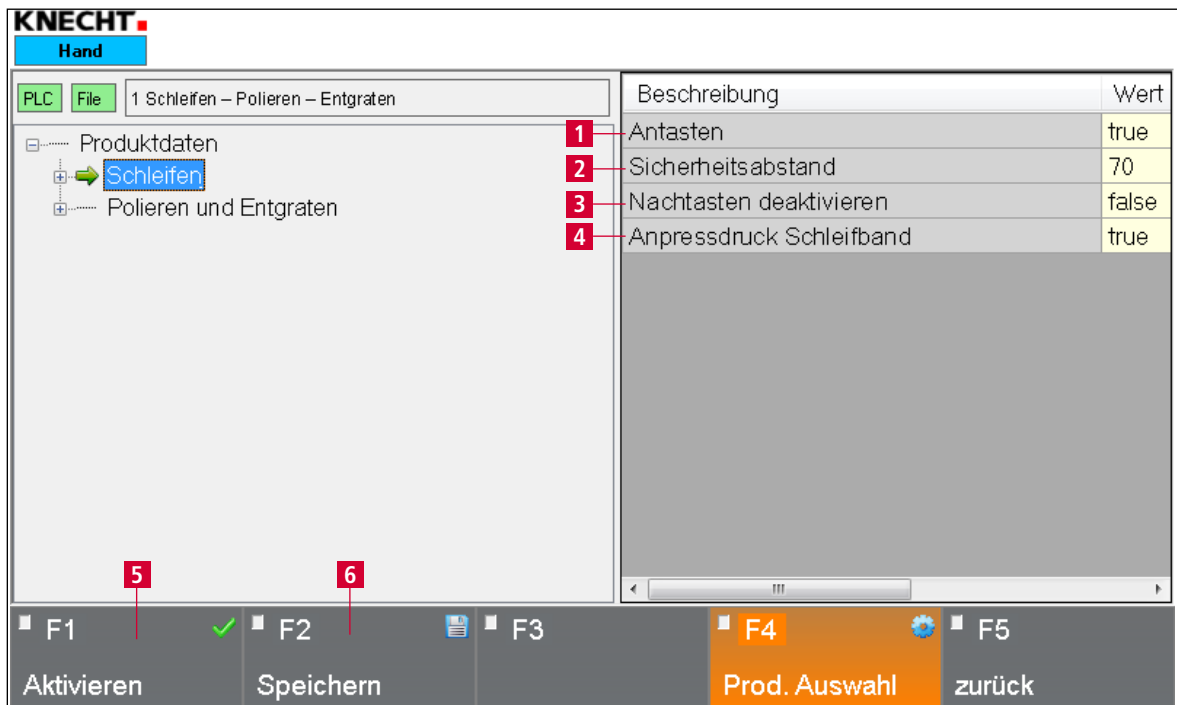 KNECHT
Hand
PLC File 1 Schleifen – Polieren – Entgraten
Produktdaten
Schleifen
Polieren und Entgraten
Beschreibung Wert
1 Antasten true
2 Sicherheitsabstand 70
3 Nachtasten deaktivieren false
4 Anpressdruck Schleifband true
5 6
F1 F2 F3 F4 F5
Aktivieren Speichern Prod. Auswahl zurück